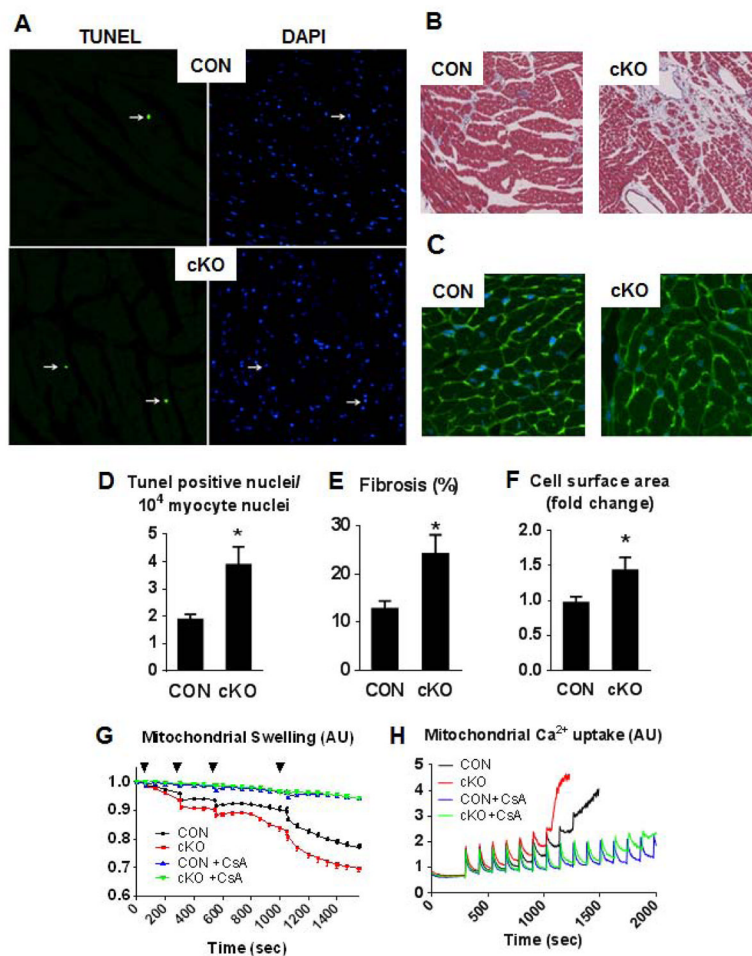 A
TUNEL
DAPI
CON
cKO
B
CON
cKO
C
CON
cKO
D
Tunel positive nuclei/
10⁴ myocyte nuclei
5
4
3
2
1
0
*
CON cKO
E
Fibrosis (%)
30
20
10
0
*
CON cKO
F
Cell surface area
(fold change)
2.0
1.5
1.0
0.5
0.0
*
CON cKO
G
Mitochondrial Swelling (AU)
1.0
0.9
0.8
0.7
0.6
CON
cKO
CON +CsA
cKO +CsA
0 200 400 600 800 1000 1400
Time (sec)
H
Mitochondrial Ca²⁺ uptake (AU)
5
4
3
2
1
0
CON
cKO
CON+CsA
cKO+CsA
0 500 1000 1500 2000
Time (sec)